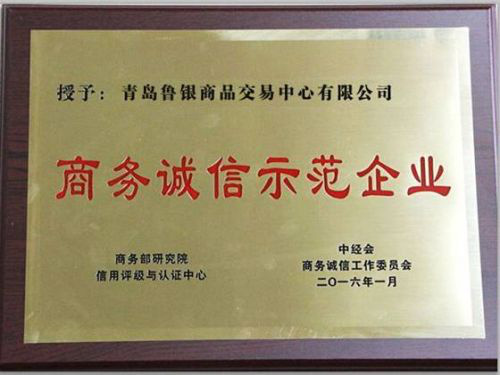 授予：青岛鲁银商品交易中心有限公司
商务诚信示范企业
商务部研究院
信用评级与认证中心
中经会
商务诚信工作委员会
二〇一六年一月